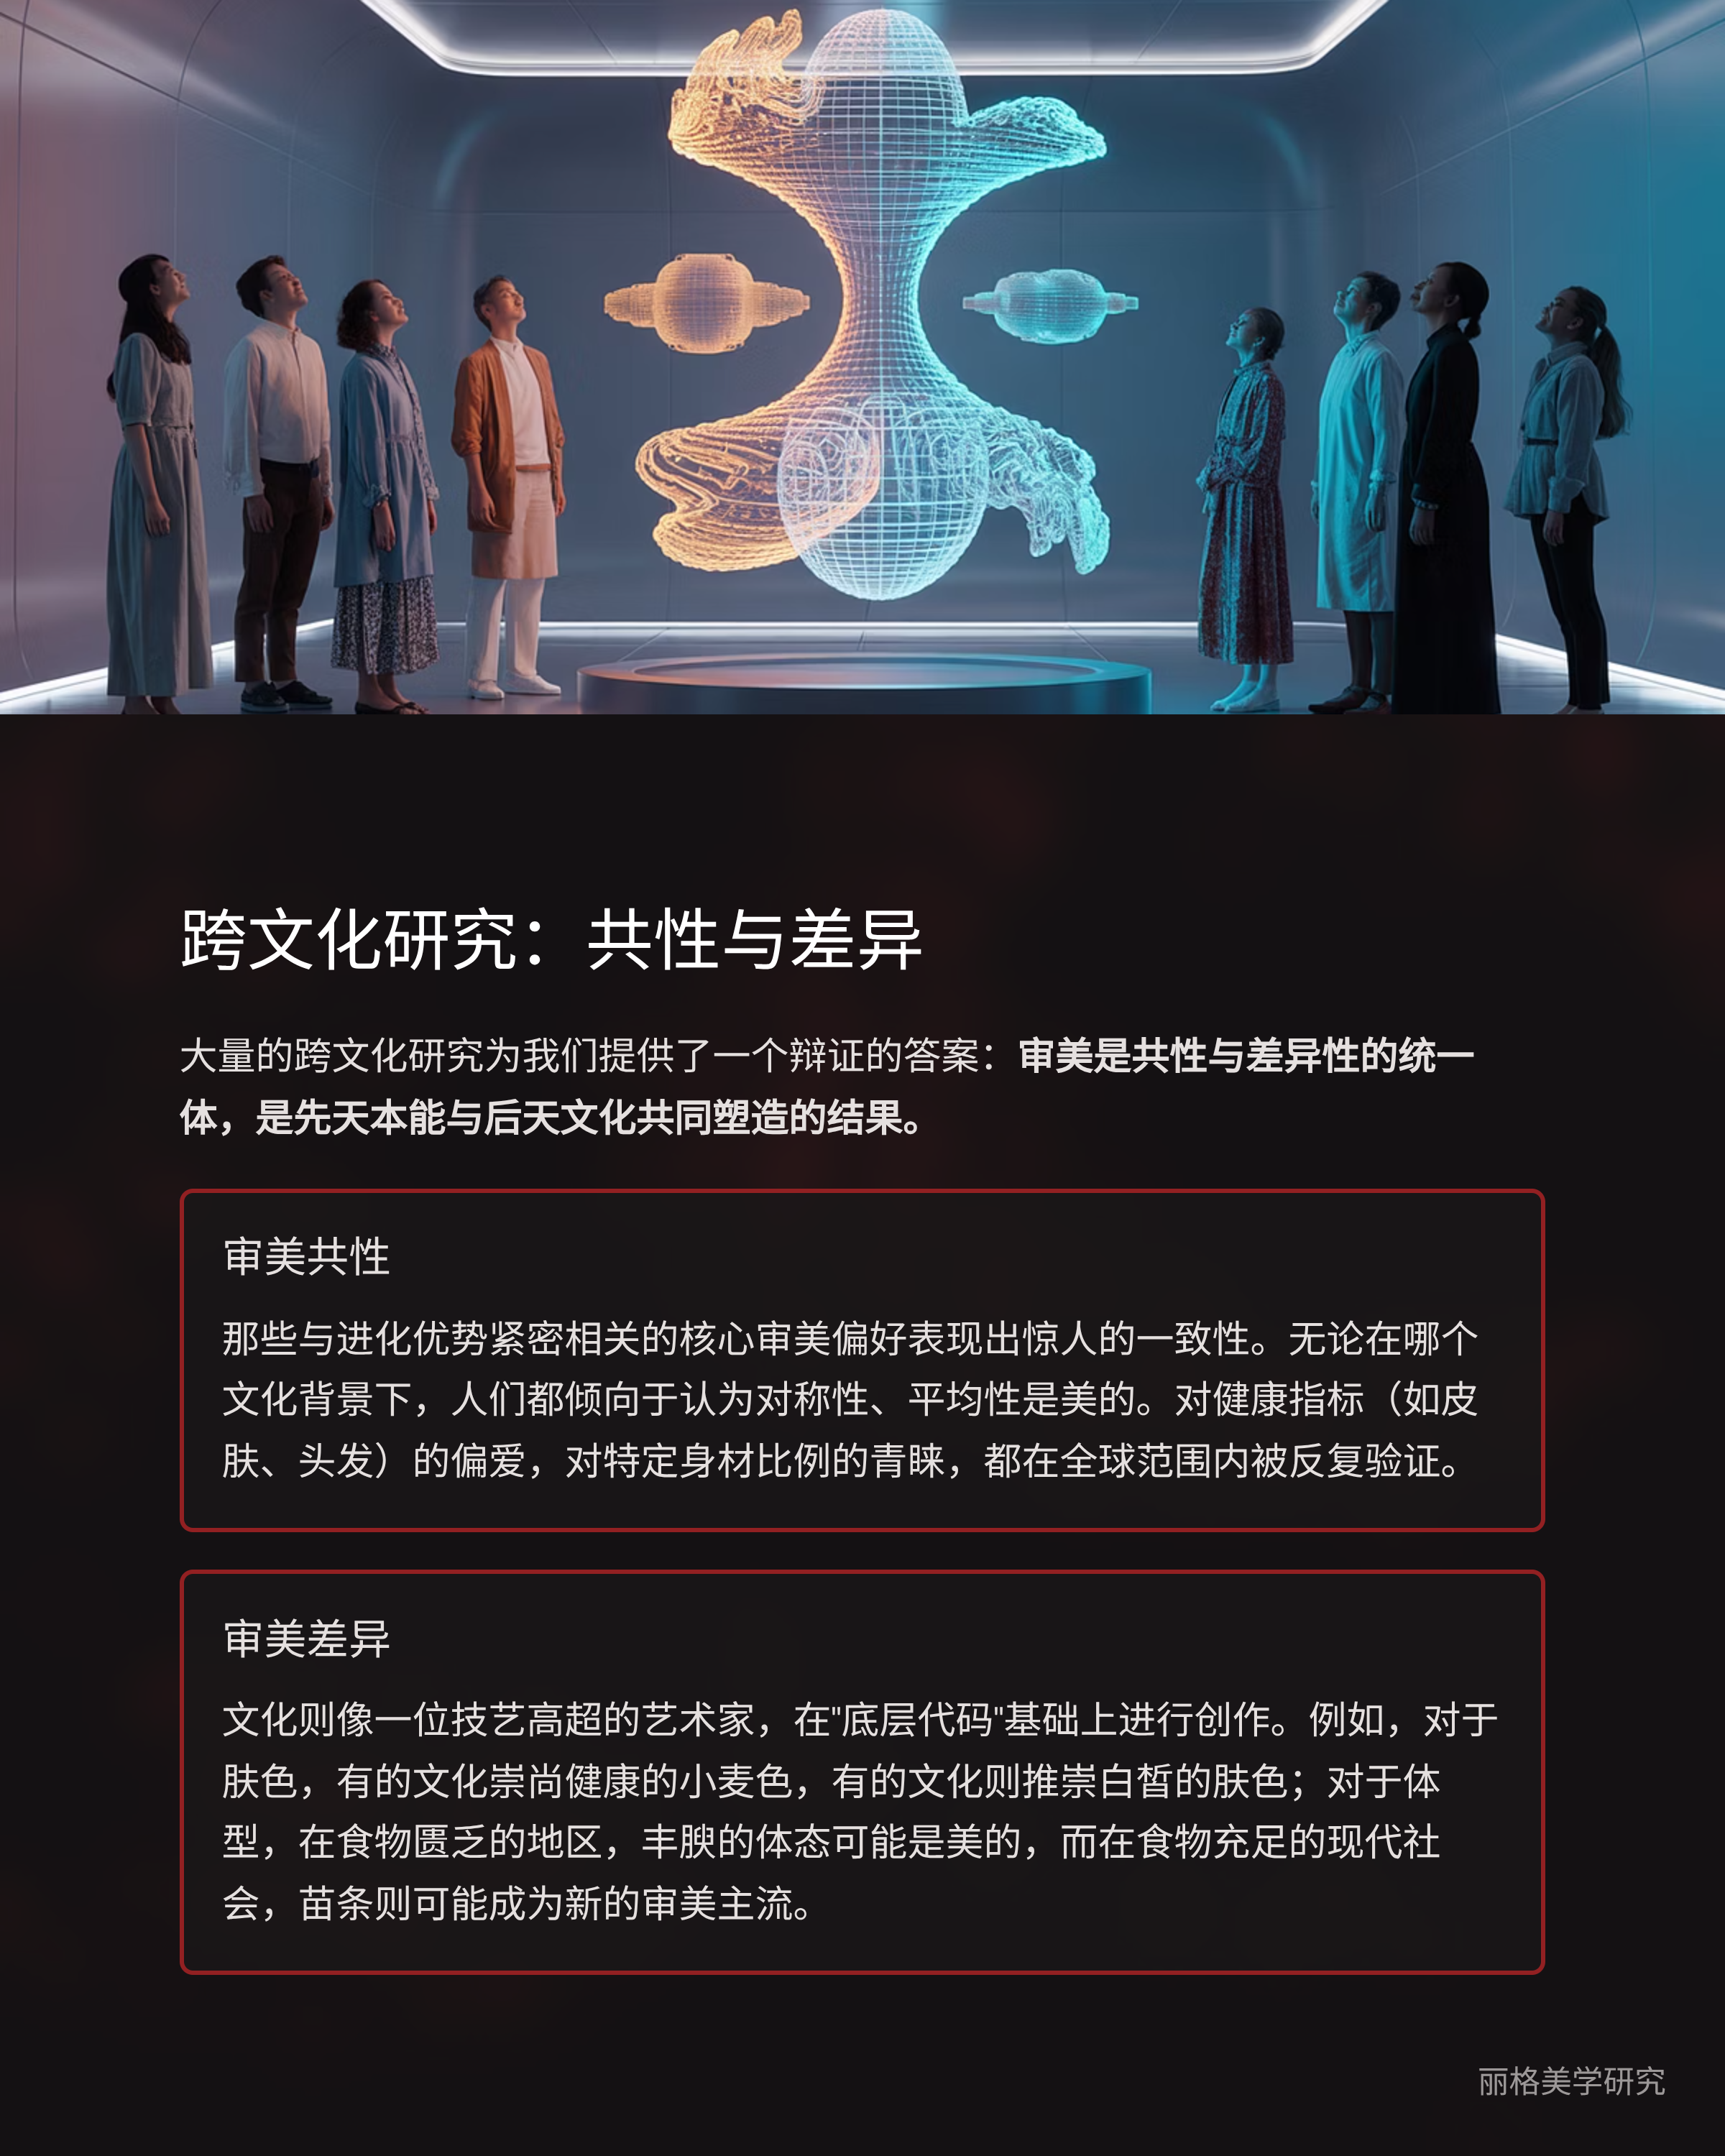 跨文化研究：共性与差异
大量的跨文化研究为我们提供了一个辩证的答案：审美是共性与差异性的统一
体，是先天本能与后天文化共同塑造的结果。
审美共性
那些与进化优势紧密相关的核心审美偏好表现出惊人的一致性。无论在哪个
文化背景下，人们都倾向于认为对称性、平均性是美的。对健康指标（如皮
肤、头发）的偏爱，对特定身材比例的青睐，都在全球范围内被反复验证。
审美差异
文化则像一位技艺高超的艺术家，在"底层代码"基础上进行创作。例如，对于
肤色，有的文化崇尚健康的小麦色，有的文化则推崇白皙的肤色；对于体
型，在食物匮乏的地区，丰腴的体态可能是美的，而在食物充足的现代社
会，苗条则可能成为新的审美主流。
丽格美学研究